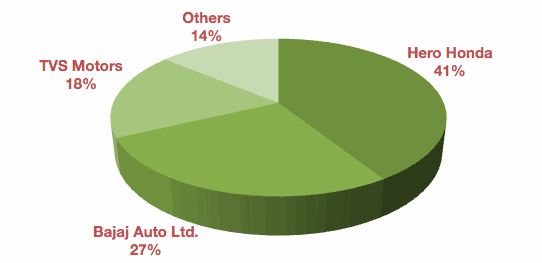 Others
14%
Hero Honda
41%
TVS Motors
18%
Bajaj Auto Ltd.
27%